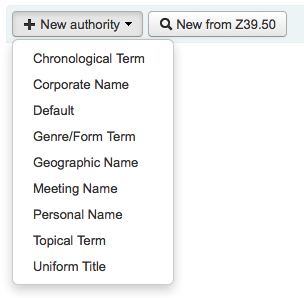 New authority
New from Z39.50
Chronological Term
Corporate Name
Default
Genre/Form Term
Geographic Name
Meeting Name
Personal Name
Topical Term
Uniform Title